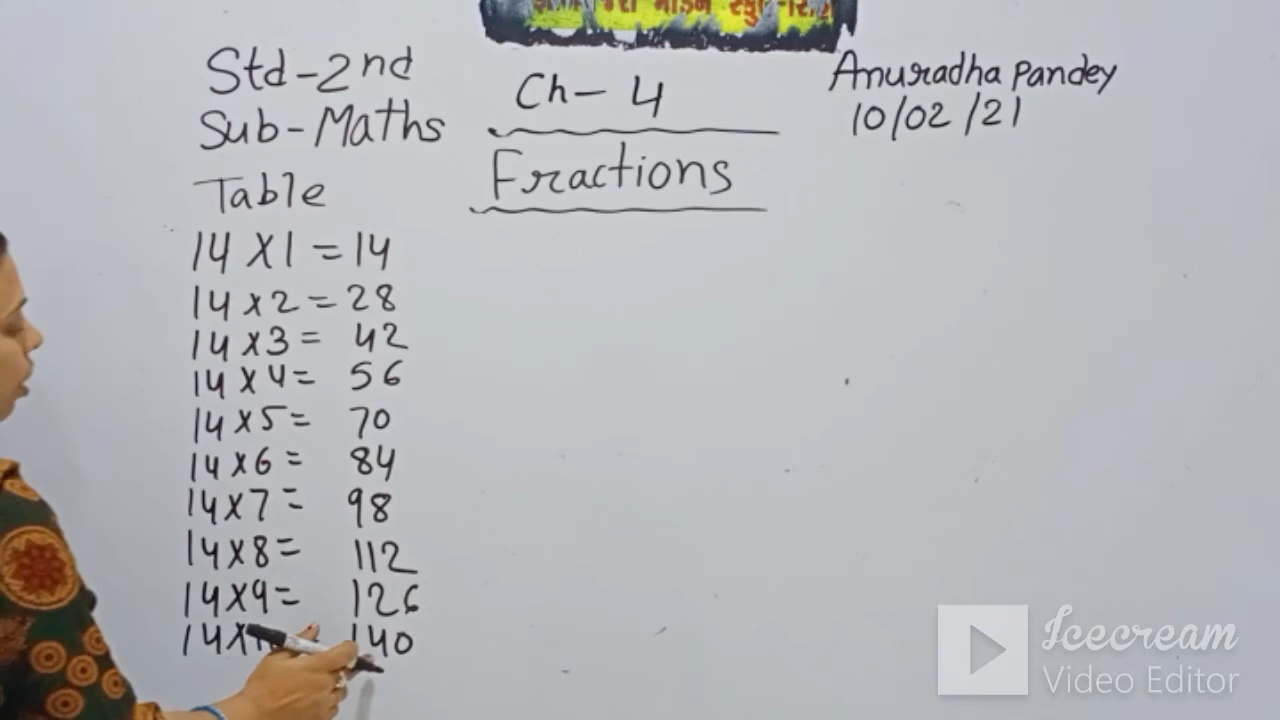 મોડર્ન સ્કુલ
Std-2nd
Sub-Maths
Table
Ch-4
Fractions
Anuradha Pandey
10/02/21
14 X 1 = 14
14 x 2 = 28
14 x 3 = 42
14 x 4 = 56
14 x 5 = 70
14 x 6 = 84
14 x 7 = 98
14 x 8 = 112
14 x 9 = 126
14 x 140
Icecream
Video Editor